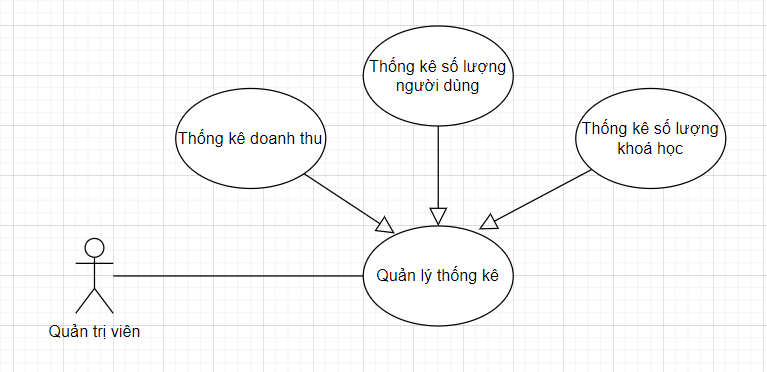 Thống kê số lượng
người dùng
Thống kê doanh thu
Thống kê số lượng
khoá học
Quản lý thống kê
Quản trị viên